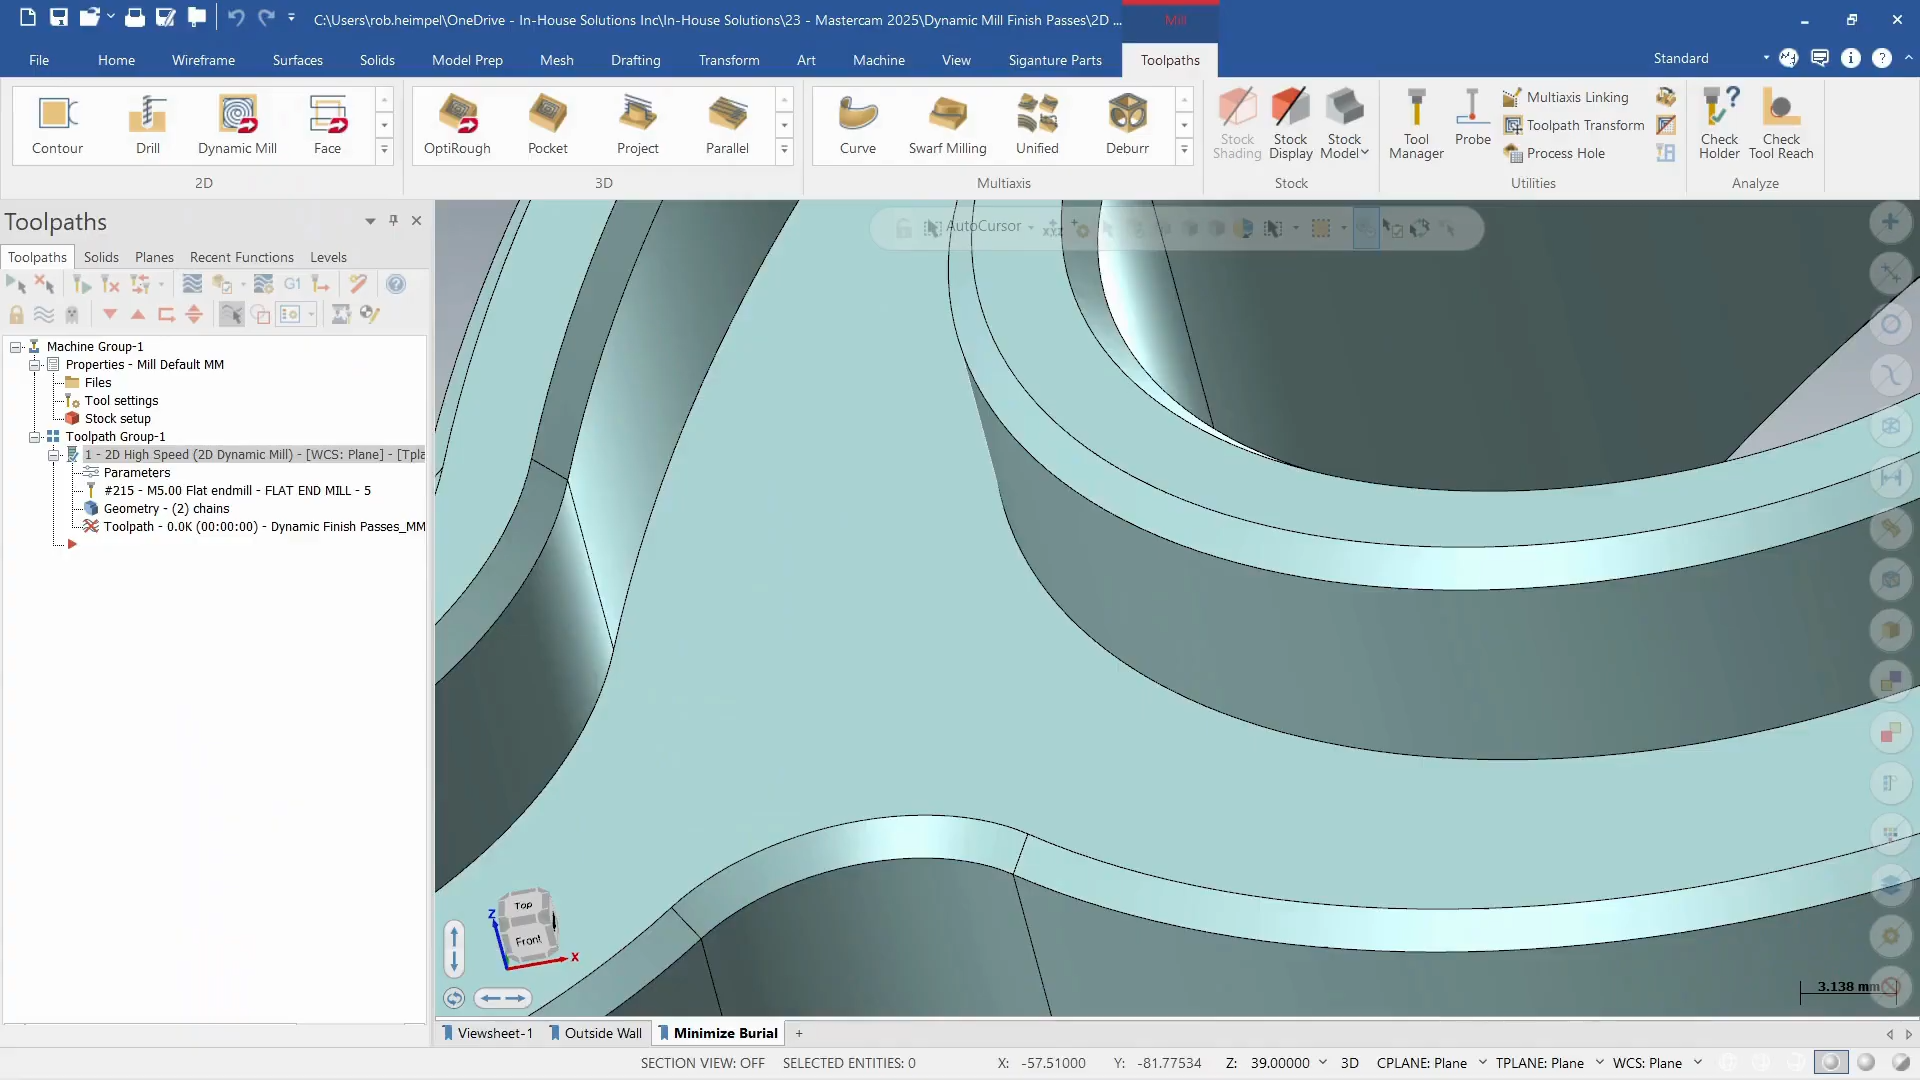 C:\Users\rob.heimpel\OneDrive - In-House Solutions Inc\In-House Solutions\23 - Mastercam 2025\Dynamic Mill Finish Passes\2D ...
Mill
File Home Wireframe Surfaces Solids Model Prep Mesh Drafting Transform Art Machine View Siganture Parts Toolpaths Standard
Contour Drill Dynamic Mill Face
OptiRough Pocket Project Parallel
Curve Swarf Milling Unified Deburr
Stock Shading Stock Display Stock Model
Tool Manager Probe
Multiaxis Linking
Toolpath Transform
Process Hole
Check Holder Check Tool Reach
2D 3D Multiaxis Stock Utilities Analyze
Toolpaths
Toolpaths Solids Planes Recent Functions Levels
G1
AutoCursor
Machine Group-1
Properties - Mill Default MM
Files
Tool settings
Stock setup
Toolpath Group-1
1 - 2D High Speed (2D Dynamic Mill) - [WCS: Plane] - [Tpla
Parameters
#215 - M5.00 Flat endmill - FLAT END MILL - 5
Geometry - (2) chains
Toolpath - 0.0K (00:00:00) - Dynamic Finish Passes_MM
Top
Front
Z
X
3.138 mm
Viewsheet-1 Outside Wall Minimize Burial +
SECTION VIEW: OFF SELECTED ENTITIES: 0 X: -57.51000 Y: -81.77534 Z: 39.00000 3D CPLANE: Plane TPLANE: Plane WCS: Plane